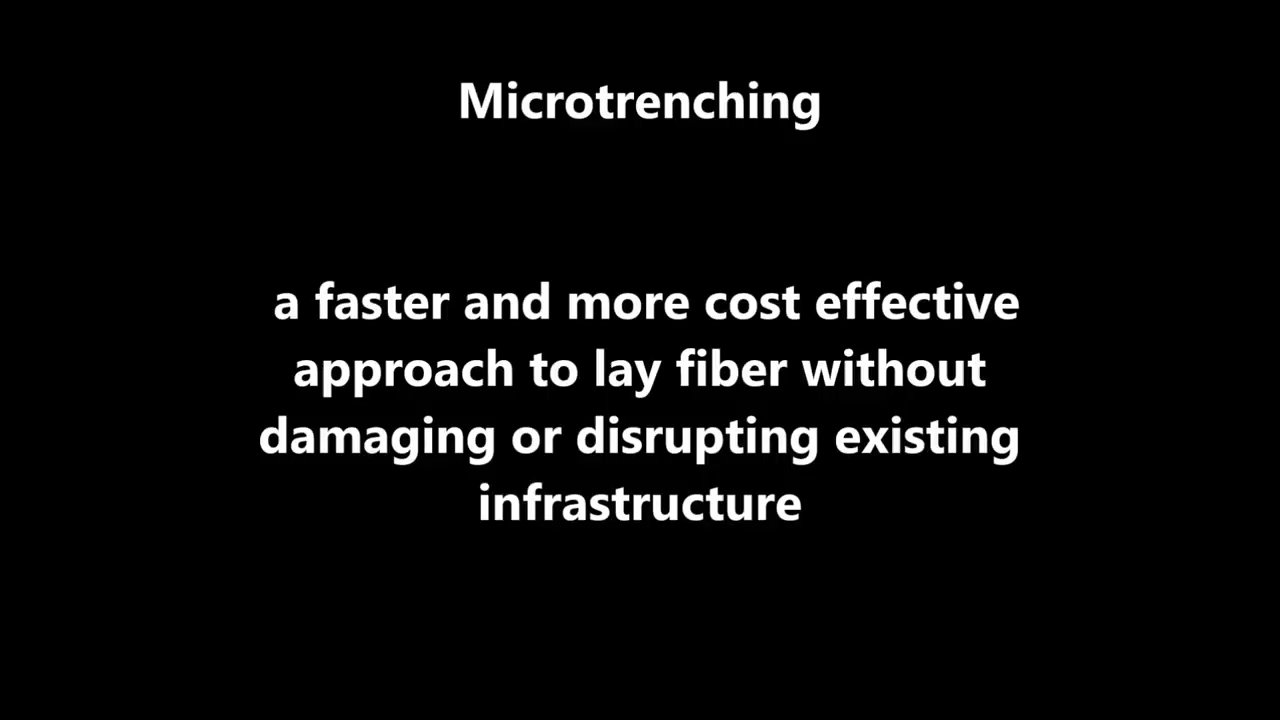 Microtrenching
a faster and more cost effective
approach to lay fiber without
damaging or disrupting existing
infrastructure